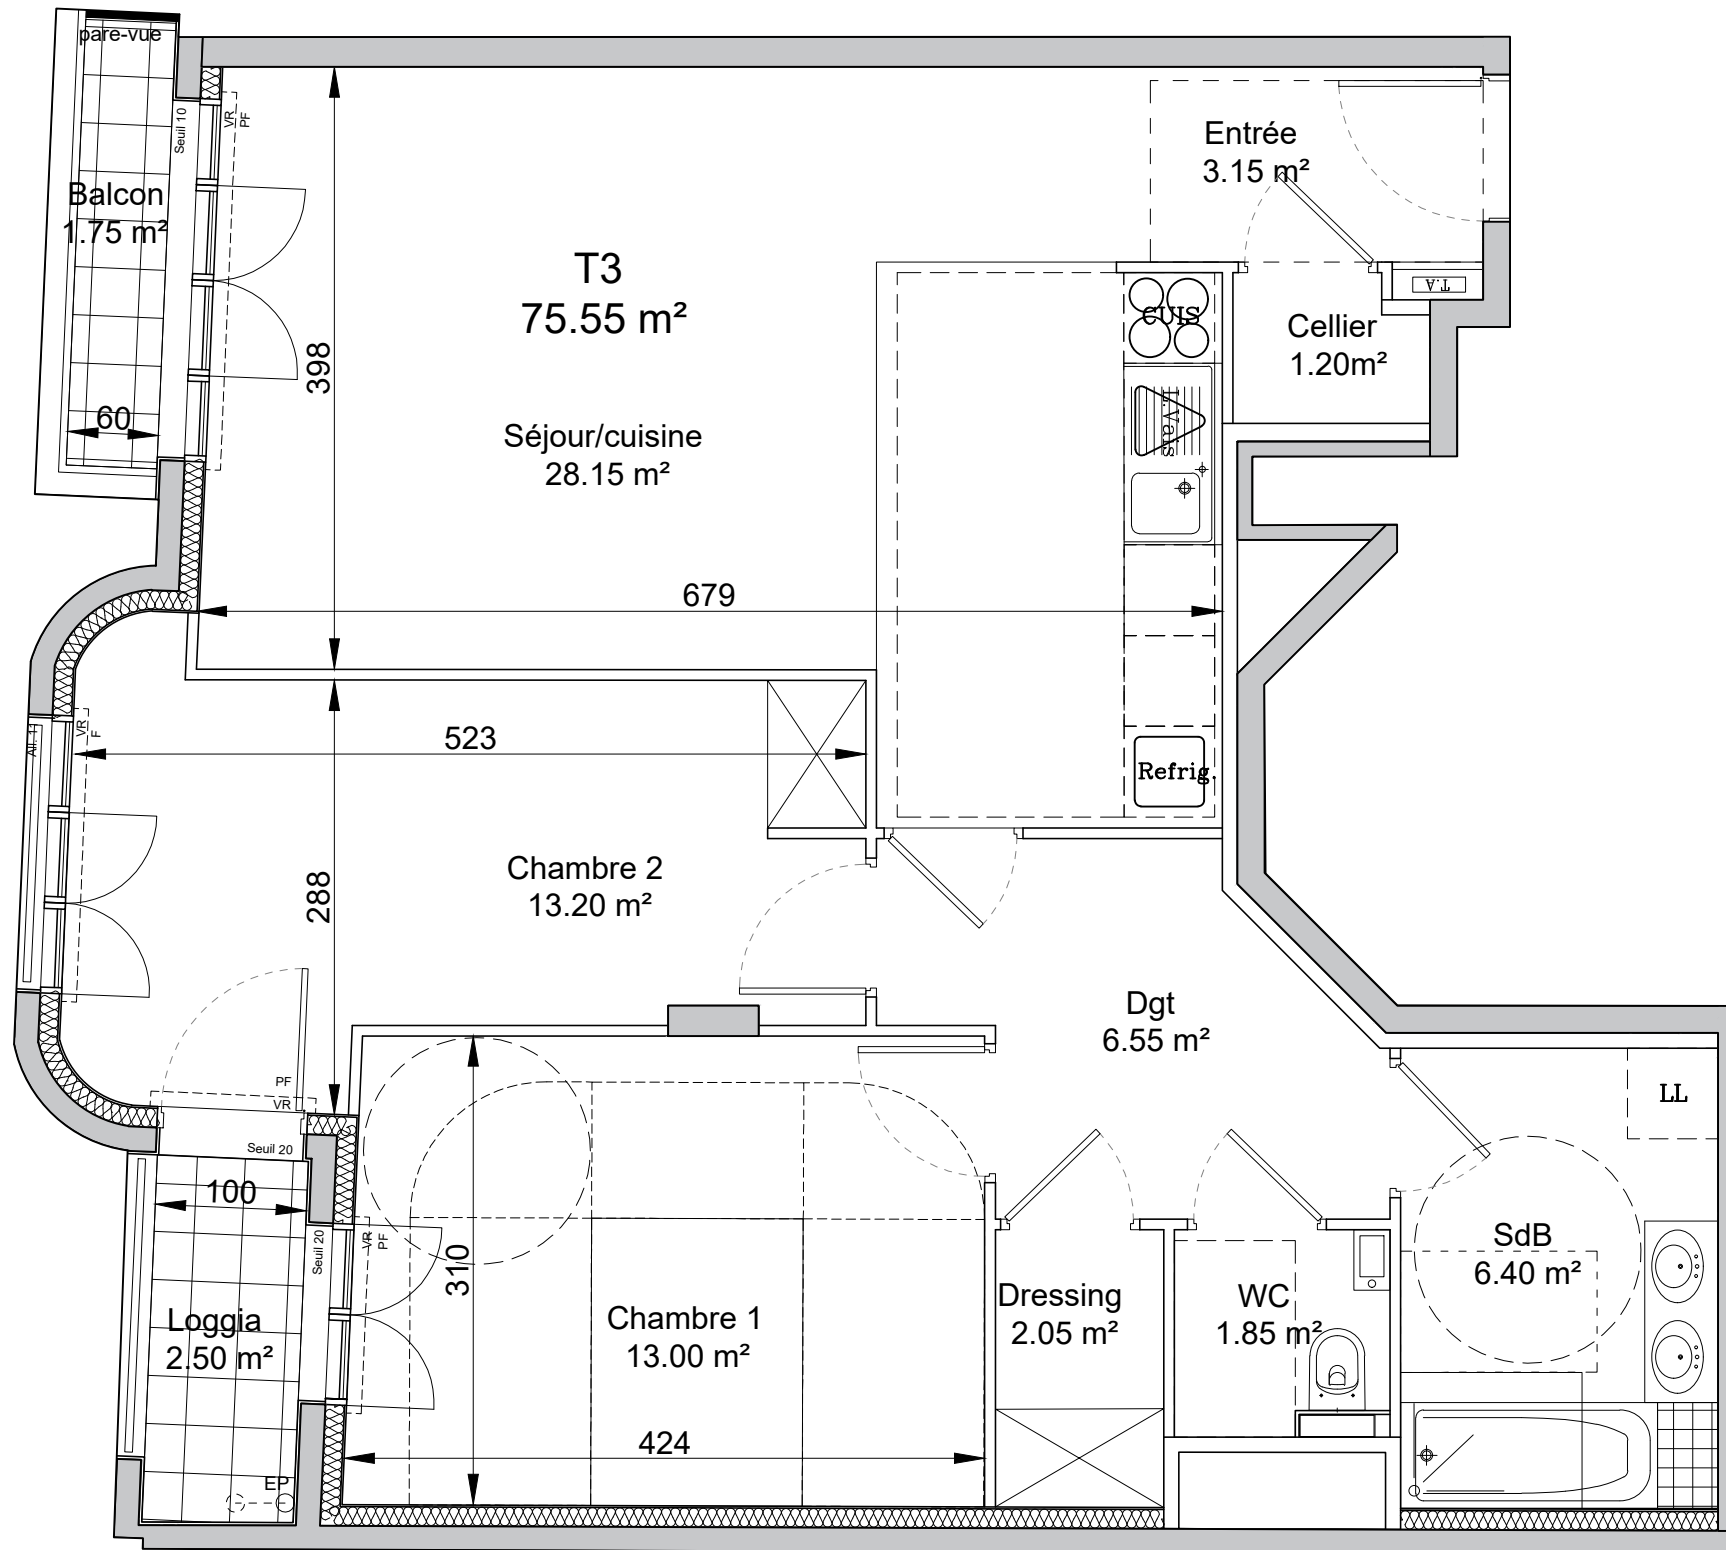 pare-vue
Seuil 10
VR
PF
Balcon
1.75 m²
60
T3
75.55 m²
398
Séjour/cuisine
28.15 m²
679
Entrée
3.15 m²
T.A
CUIS
L.Vais
Cellier
1.20m²
Refrig.
All. 11
VR
F
523
288
Chambre 2
13.20 m²
PF
VR
Seuil 20
100
Dgt
6.55 m²
LL
Seuil 20
VR
PF
310
Loggia
2.50 m²
EP
Chambre 1
13.00 m²
424
Dressing
2.05 m²
WC
1.85 m²
SdB
6.40 m²